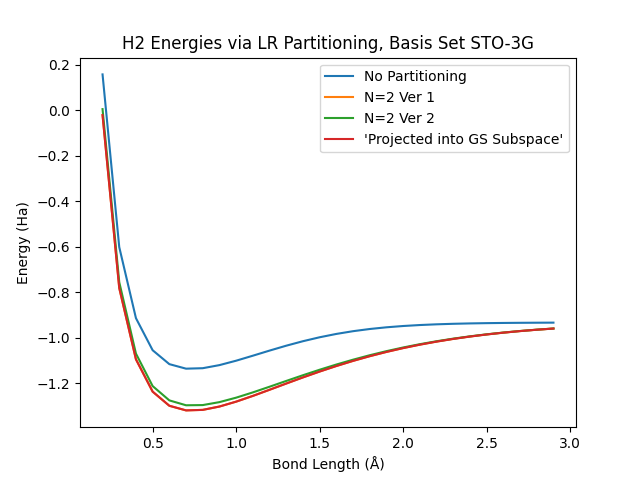 H2 Energies via LR Partitioning, Basis Set STO-3G
No Partitioning
N=2 Ver 1
N=2 Ver 2
'Projected into GS Subspace'
Energy (Ha)
0.2
0.0
−0.2
−0.4
−0.6
−0.8
−1.0
−1.2
0.5 1.0 1.5 2.0 2.5 3.0
Bond Length (Å)